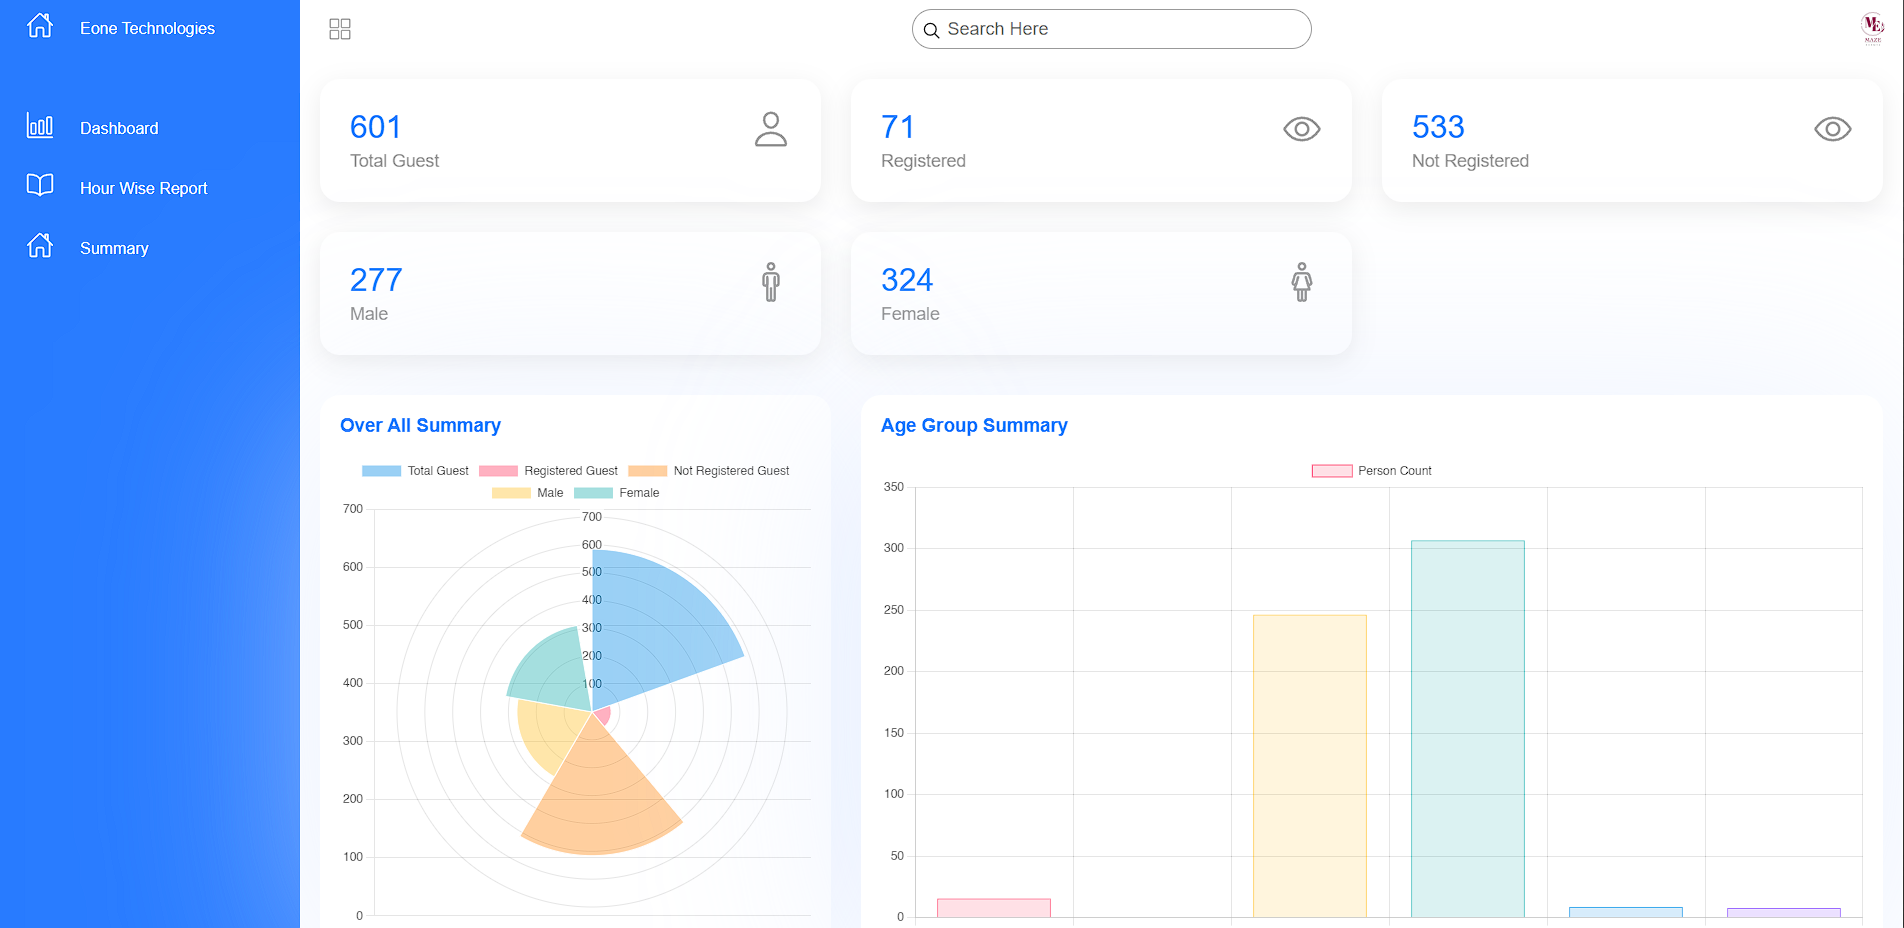 Eone Technologies
Search Here
ME
MAZE
Dashboard
Hour Wise Report
Summary
601
Total Guest
71
Registered
533
Not Registered
277
Male
324
Female
Over All Summary
Total Guest Registered Guest Not Registered Guest
Male Female
700
600
500
400
300
200
100
0
700
600
500
400
300
200
100
Age Group Summary
Person Count
350
300
250
200
150
100
50
0